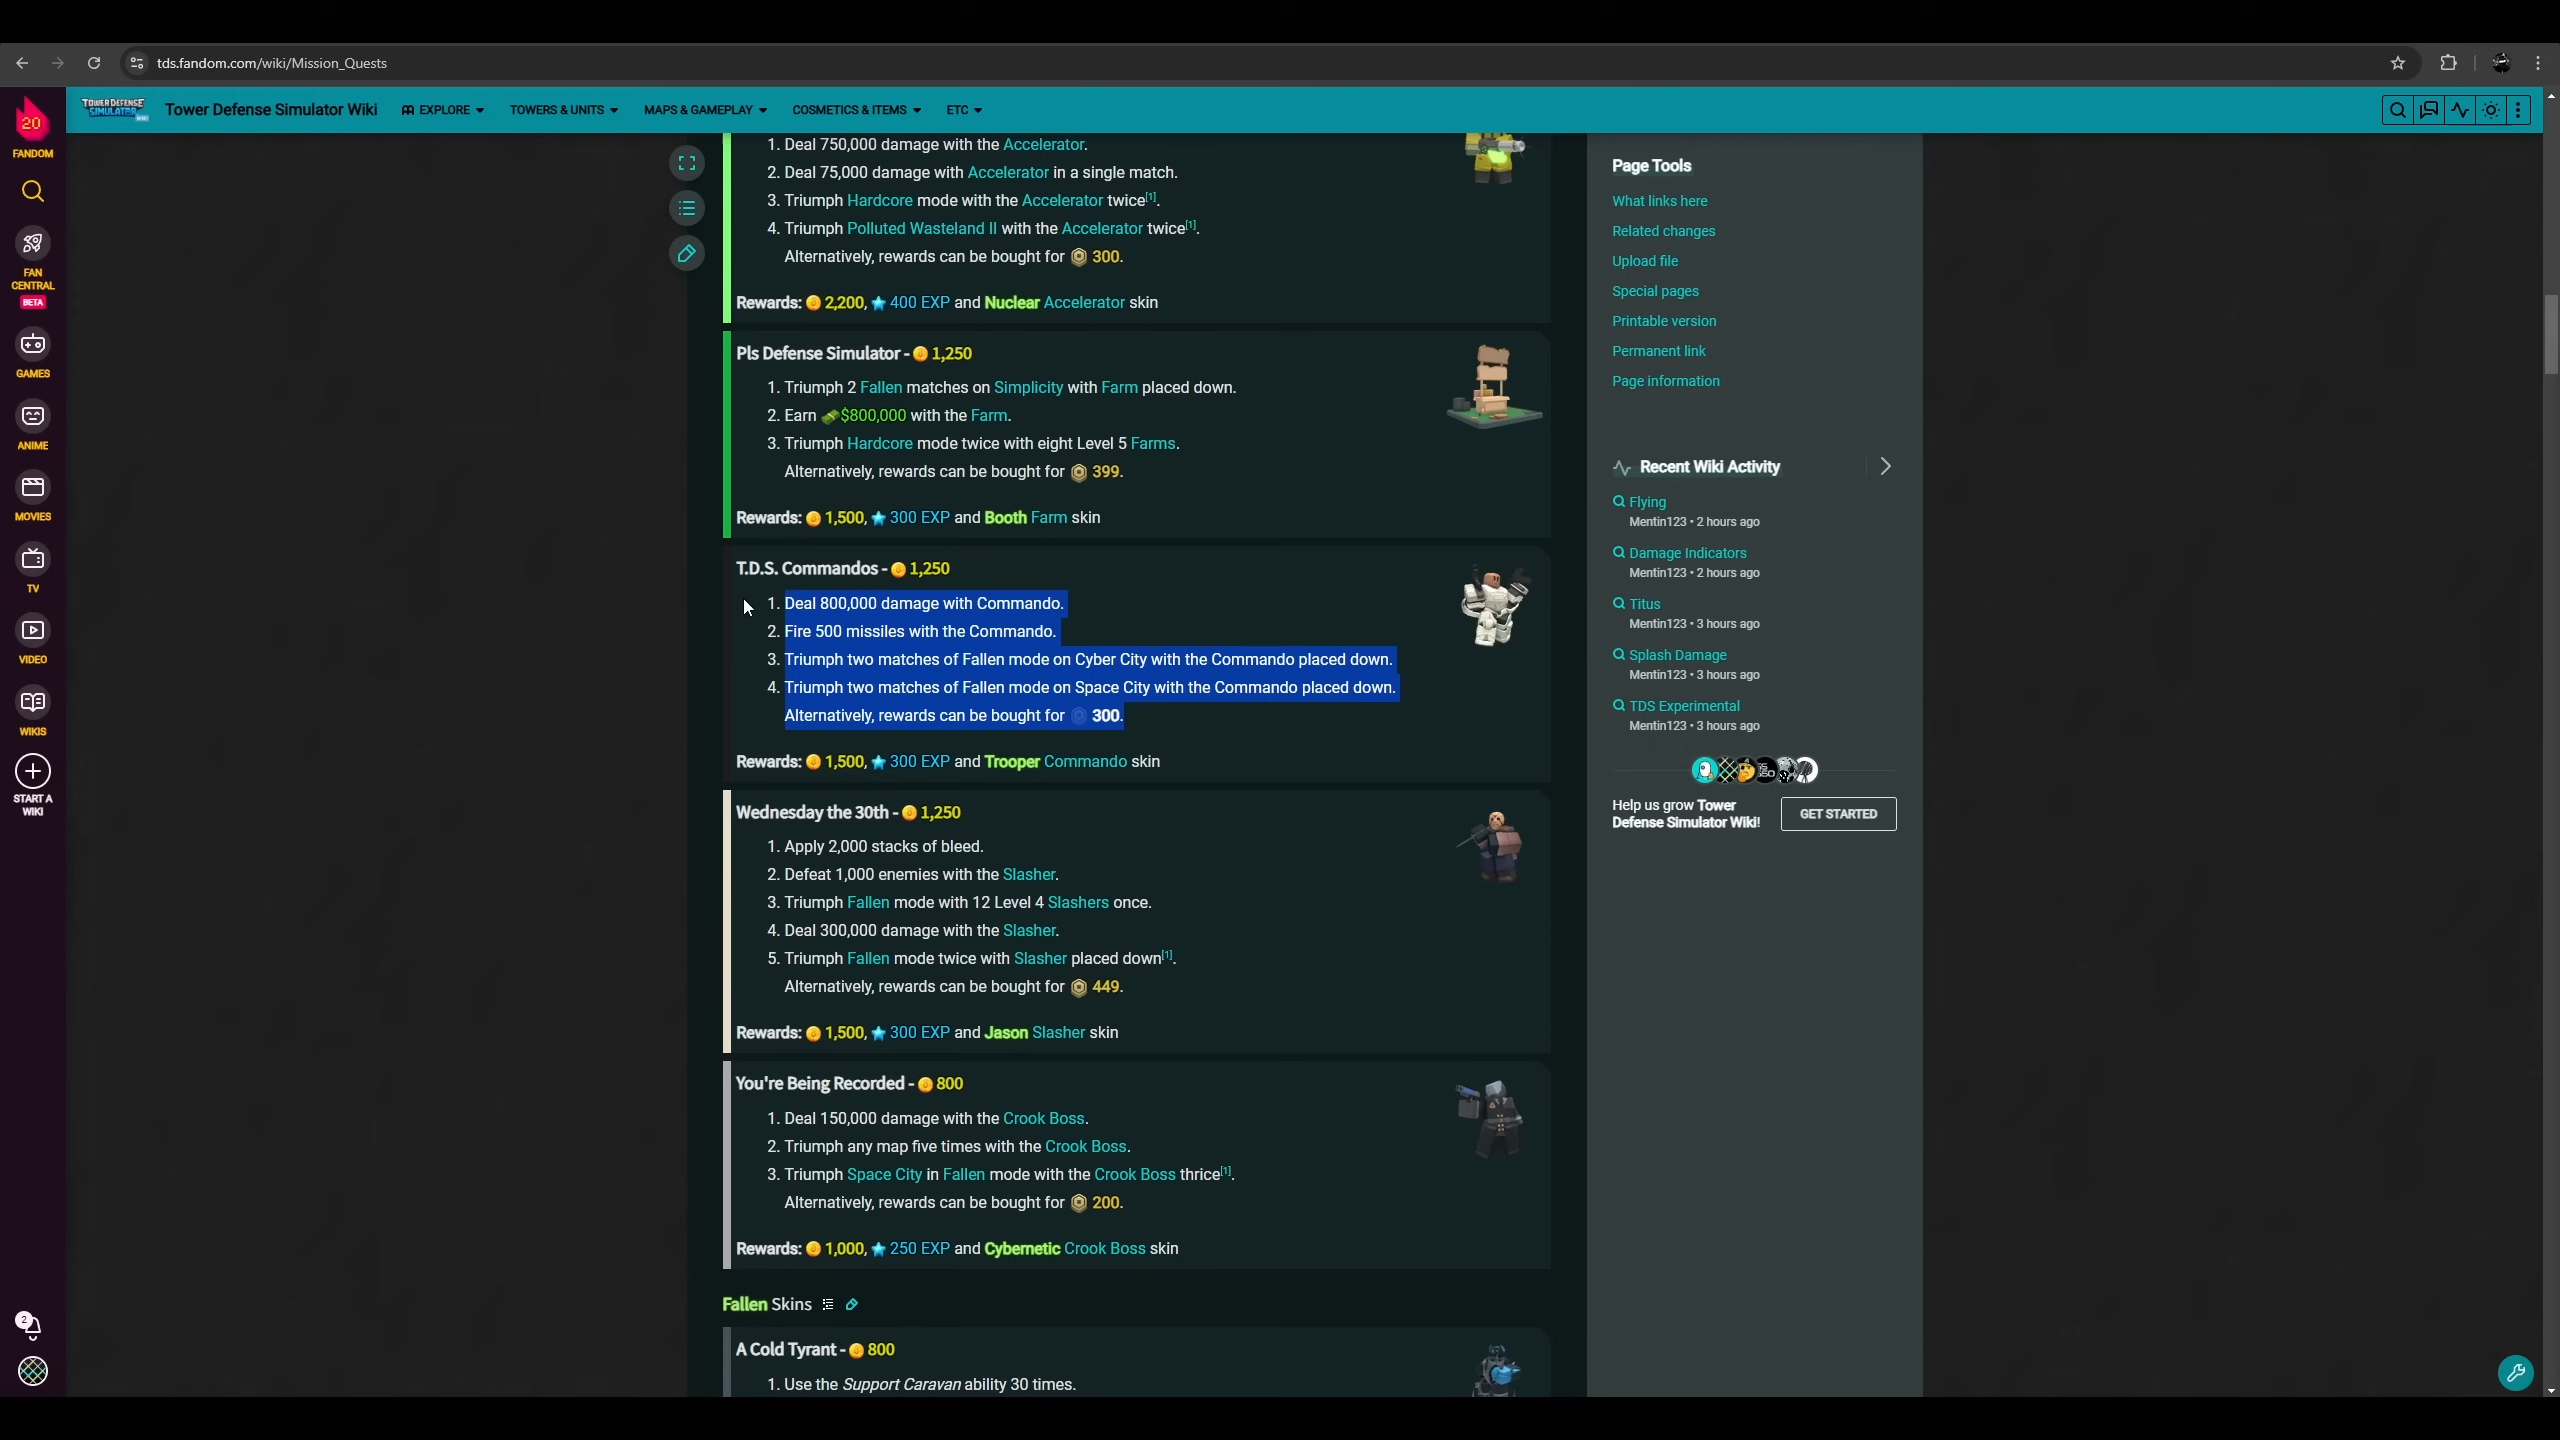 tds.fandom.com/wiki/Mission_Quests
TOWER DEFENSE SIMULATOR WIKI
Tower Defense Simulator Wiki
EXPLORE
TOWERS & UNITS
MAPS & GAMEPLAY
COSMETICS & ITEMS
ETC
20
FANDOM
FAN CENTRAL
BETA
GAMES
ANIME
MOVIES
TV
VIDEO
WIKIS
START A WIKI
2
1. Deal 750,000 damage with the Accelerator.
2. Deal 75,000 damage with Accelerator in a single match.
3. Triumph Hardcore mode with the Accelerator twice[1].
4. Triumph Polluted Wasteland II with the Accelerator twice[1].
Alternatively, rewards can be bought for 300.
Rewards: 2,200, 400 EXP and Nuclear Accelerator skin
Pls Defense Simulator - 1,250
1. Triumph 2 Fallen matches on Simplicity with Farm placed down.
2. Earn $800,000 with the Farm.
3. Triumph Hardcore mode twice with eight Level 5 Farms.
Alternatively, rewards can be bought for 399.
Rewards: 1,500, 300 EXP and Booth Farm skin
T.D.S. Commandos - 1,250
1. Deal 800,000 damage with Commando.
2. Fire 500 missiles with the Commando.
3. Triumph two matches of Fallen mode on Cyber City with the Commando placed down.
4. Triumph two matches of Fallen mode on Space City with the Commando placed down.
Alternatively, rewards can be bought for 300.
Rewards: 1,500, 300 EXP and Trooper Commando skin
Wednesday the 30th - 1,250
1. Apply 2,000 stacks of bleed.
2. Defeat 1,000 enemies with the Slasher.
3. Triumph Fallen mode with 12 Level 4 Slashers once.
4. Deal 300,000 damage with the Slasher.
5. Triumph Fallen mode twice with Slasher placed down[1].
Alternatively, rewards can be bought for 449.
Rewards: 1,500, 300 EXP and Jason Slasher skin
You're Being Recorded - 800
1. Deal 150,000 damage with the Crook Boss.
2. Triumph any map five times with the Crook Boss.
3. Triumph Space City in Fallen mode with the Crook Boss thrice[1].
Alternatively, rewards can be bought for 200.
Rewards: 1,000, 250 EXP and Cybernetic Crook Boss skin
Fallen Skins
A Cold Tyrant - 800
1. Use the Support Caravan ability 30 times.
Page Tools
What links here
Related changes
Upload file
Special pages
Printable version
Permanent link
Page information
Recent Wiki Activity
Flying
Mentin123 • 2 hours ago
Damage Indicators
Mentin123 • 2 hours ago
Titus
Mentin123 • 3 hours ago
Splash Damage
Mentin123 • 3 hours ago
TDS Experimental
Mentin123 • 3 hours ago
Help us grow Tower
Defense Simulator Wiki!
GET STARTED